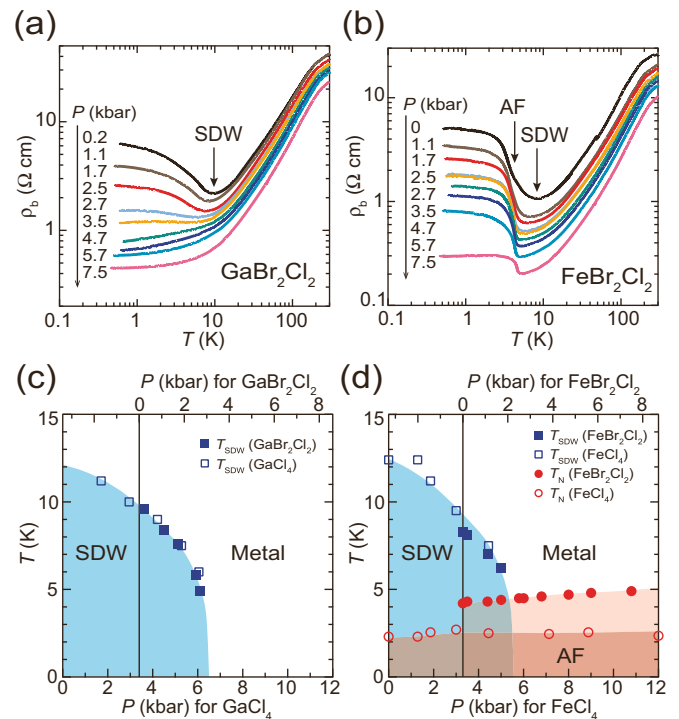 (a)
(b)
P (kbar)
0.2
1.1
1.7
2.5
2.7
3.5
4.7
5.7
7.5
SDW
GaBr₂Cl₂
ρb (Ω cm)
10
1
0.1
1
10
100
T (K)
P (kbar)
0
1.1
1.7
2.5
2.7
3.5
4.7
5.7
7.5
AF
SDW
FeBr₂Cl₂
ρb (Ω cm)
10
1
0.1
0.1
1
10
100
T (K)
(c)
P (kbar) for GaBr₂Cl₂
0 2 4 6 8
TSDW (GaBr₂Cl₂)
TSDW (GaCl₄)
SDW
Metal
T (K)
15
10
5
0
0 2 4 6 8 10 12
P (kbar) for GaCl₄
(d)
P (kbar) for FeBr₂Cl₂
0 2 4 6 8
TSDW (FeBr₂Cl₂)
TSDW (FeCl₄)
TN (FeBr₂Cl₂)
TN (FeCl₄)
SDW
Metal
AF
T (K)
15
10
5
0
0 2 4 6 8 10 12
P (kbar) for FeCl₄